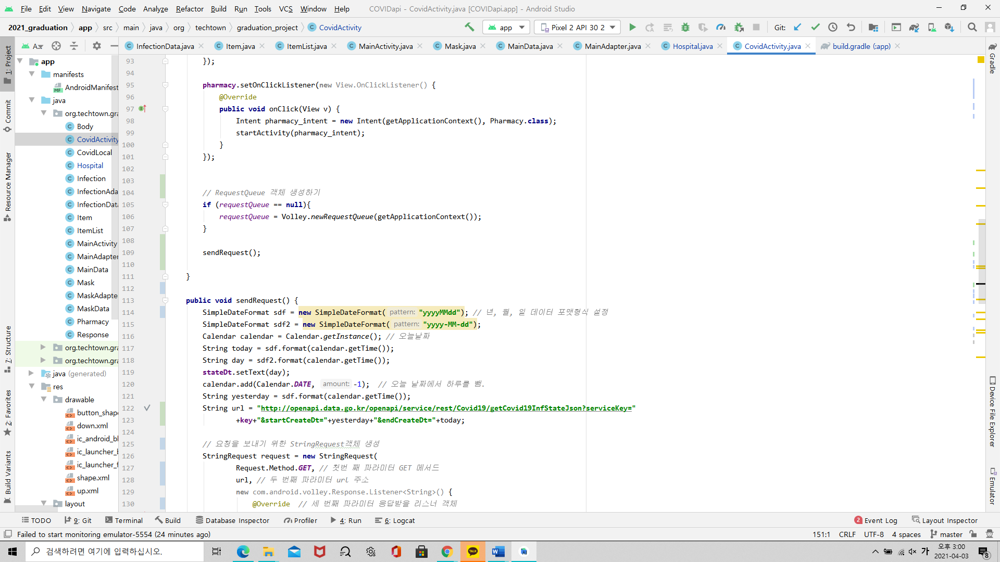 File Edit View Navigate Code Analyze Refactor Build Run Tools VCS Window Help COVIDapi - CovidActivity.java [COVIDapi.app] - Android Studio
2021_graduation app src main java org techtown graduation_project CovidActivity app Pixel 2 API 30 2 Git:
A.. InfectionData.java Item.java ItemList.java MainActivity.java Mask.java MainData.java MainAdapter.java Hospital.java CovidActivity.java build.gradle (:app)
1: Project
Commit
Resource Manager
7: Structure
2: Favorites
Build Variants
app
manifests
AndroidManifest
java
org.techtown.gra
Body
CovidActivity
CovidLocal
Hospital
Infection
InfectionAda
InfectionData
Item
ItemList
MainActivity
MainAdapter
MainData
Mask
MaskAdapte
MaskData
Pharmacy
Response
org.techtown.gra
org.techtown.gra
java (generated)
res
drawable
button_shape
down.xml
ic_android_bl
ic_launcher_b
ic_launcher_f
shape.xml
up.xml
layout
93 });
94
95 pharmacy.setOnClickListener(new View.OnClickListener() {
96 @Override
97 public void onClick(View v) {
98 Intent pharmacy_intent = new Intent(getApplicationContext(), Pharmacy.class);
99 startActivity(pharmacy_intent);
100 }
101 });
102
103
104 // RequestQueue 객체 생성하기
105 if (requestQueue == null){
106 requestQueue = Volley.newRequestQueue(getApplicationContext());
107 }
108
109 sendRequest();
110
111 }
112
113 public void sendRequest() {
114 SimpleDateFormat sdf = new SimpleDateFormat( pattern: "yyyyMMdd"); // 년, 월, 일 데이터 포맷형식 설정
115 SimpleDateFormat sdf2 = new SimpleDateFormat( pattern: "yyyy-MM-dd");
116 Calendar calendar = Calendar.getInstance(); // 오늘날짜
117 String today = sdf.format(calendar.getTime());
118 String day = sdf2.format(calendar.getTime());
119 stateDt.setText(day);
120 calendar.add(Calendar.DATE, amount: -1); // 오늘 날짜에서 하루를 뺌.
121 String yesterday = sdf.format(calendar.getTime());
122 String url = "http://openapi.data.go.kr/openapi/service/rest/Covid19/getCovid19InfStateJson?serviceKey="
123 +key+"&startCreateDt="+yesterday+"&endCreateDt="+today;
124
125 // 요청을 보내기 위한 StringRequest객체 생성
126 StringRequest request = new StringRequest(
127 Request.Method.GET, // 첫번 째 파라미터 GET 메서드
128 url, // 두 번째 파라미터 url 주소
129 new com.android.volley.Response.Listener<String>() {
130 @Override // 세 번째 파라미터 응답받을 리스너 객체
Gradle
Device File Explorer
Emulator
TODO 9: Git Terminal Build Database Inspector Profiler 4: Run 6: Logcat 2 Event Log Layout Inspector
Failed to start monitoring emulator-5554 (24 minutes ago) 151:1 CRLF UTF-8 4 spaces master
검색하려면 여기에 입력하십시오. TALK 가 오후 3:00
2021-04-03 8